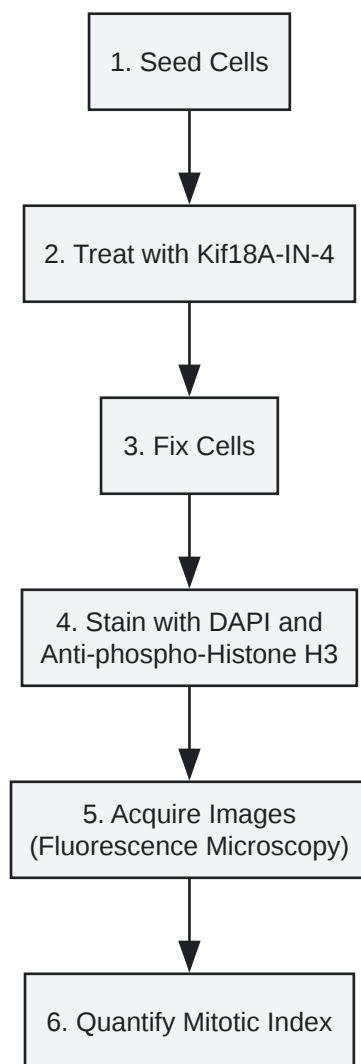 1. Seed Cells
2. Treat with Kif18A-IN-4
3. Fix Cells
4. Stain with DAPI and
Anti-phospho-Histone H3
5. Acquire Images
(Fluorescence Microscopy)
6. Quantify Mitotic Index